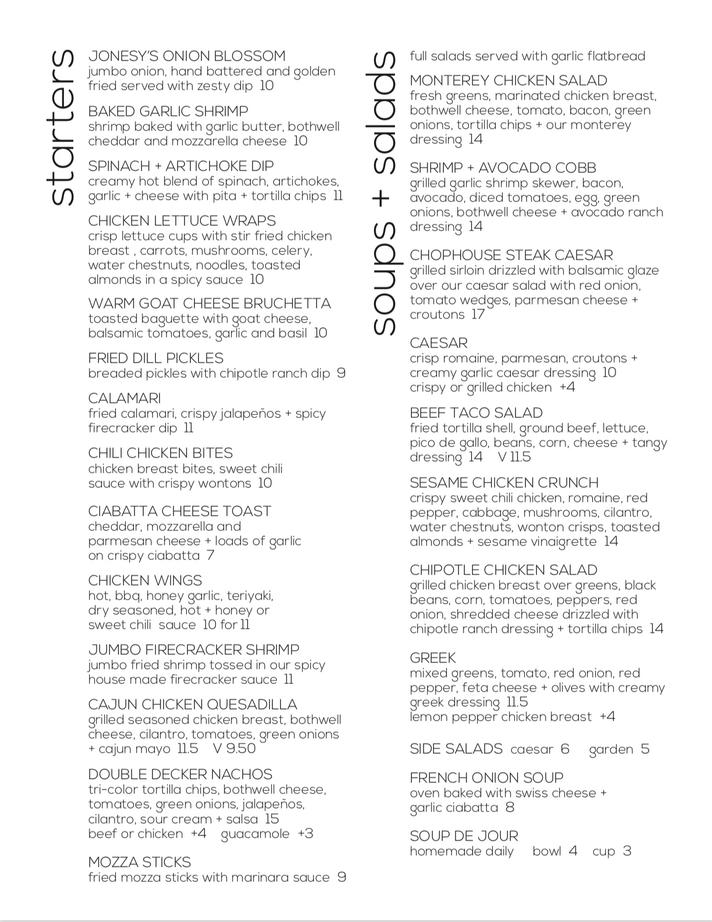 starters
JONESY'S ONION BLOSSOM
jumbo onion, hand battered and golden
fried served with zesty dip 10
BAKED GARLIC SHRIMP
shrimp baked with garlic butter, bothwell
cheddar and mozzarella cheese 10
SPINACH + ARTICHOKE DIP
creamy hot blend of spinach, artichokes,
garlic + cheese with pita + tortilla chips 11
CHICKEN LETTUCE WRAPS
crisp lettuce cups with stir fried chicken
breast , carrots, mushrooms, celery,
water chestnuts, noodles, toasted
almonds in a spicy sauce 10
WARM GOAT CHEESE BRUCHETTA
toasted baguette with goat cheese,
balsamic tomatoes, garlic and basil 10
FRIED DILL PICKLES
breaded pickles with chipotle ranch dip 9
CALAMARI
fried calamari, crispy jalapeños + spicy
firecracker dip 11
CHILI CHICKEN BITES
chicken breast bites, sweet chili
sauce with crispy wontons 10
CIABATTA CHEESE TOAST
cheddar, mozzarella and
parmesan cheese + loads of garlic
on crispy ciabatta 7
CHICKEN WINGS
hot, bbq, honey garlic, teriyaki,
dry seasoned, hot + honey or
sweet chili sauce 10 for 11
JUMBO FIRECRACKER SHRIMP
jumbo fried shrimp tossed in our spicy
house made firecracker sauce 11
CAJUN CHICKEN QUESADILLA
grilled seasoned chicken breast, bothwell
cheese, cilantro, tomatoes, green onions
+ cajun mayo 11.5 V 9.50
DOUBLE DECKER NACHOS
tri-color tortilla chips, bothwell cheese,
tomatoes, green onions, jalapeños,
cilantro, sour cream + salsa 15
beef or chicken +4 guacamole +3
MOZZA STICKS
fried mozza sticks with marinara sauce 9
soups + salads
full salads served with garlic flatbread
MONTEREY CHICKEN SALAD
fresh greens, marinated chicken breast,
bothwell cheese, tomato, bacon, green
onions, tortilla chips + our monterey
dressing 14
SHRIMP + AVOCADO COBB
grilled garlic shrimp skewer, bacon,
avocado, diced tomatoes, egg, green
onions, bothwell cheese + avocado ranch
dressing 14
CHOPHOUSE STEAK CAESAR
grilled sirloin drizzled with balsamic glaze
over our caesar salad with red onion,
tomato wedges, parmesan cheese +
croutons 17
CAESAR
crisp romaine, parmesan, croutons +
creamy garlic caesar dressing 10
crispy or grilled chicken +4
BEEF TACO SALAD
fried tortilla shell, ground beef, lettuce,
pico de gallo, beans, corn, cheese + tangy
dressing 14 V 11.5
SESAME CHICKEN CRUNCH
crispy sweet chili chicken, romaine, red
pepper, cabbage, mushrooms, cilantro,
water chestnuts, wonton crisps, toasted
almonds + sesame vinaigrette 14
CHIPOTLE CHICKEN SALAD
grilled chicken breast over greens, black
beans, corn, tomatoes, peppers, red
onion, shredded cheese drizzled with
chipotle ranch dressing + tortilla chips 14
GREEK
mixed greens, tomato, red onion, red
pepper, feta cheese + olives with creamy
greek dressing 11.5
lemon pepper chicken breast +4
SIDE SALADS caesar 6 garden 5
FRENCH ONION SOUP
oven baked with swiss cheese +
garlic ciabatta 8
SOUP DE JOUR
homemade daily bowl 4 cup 3